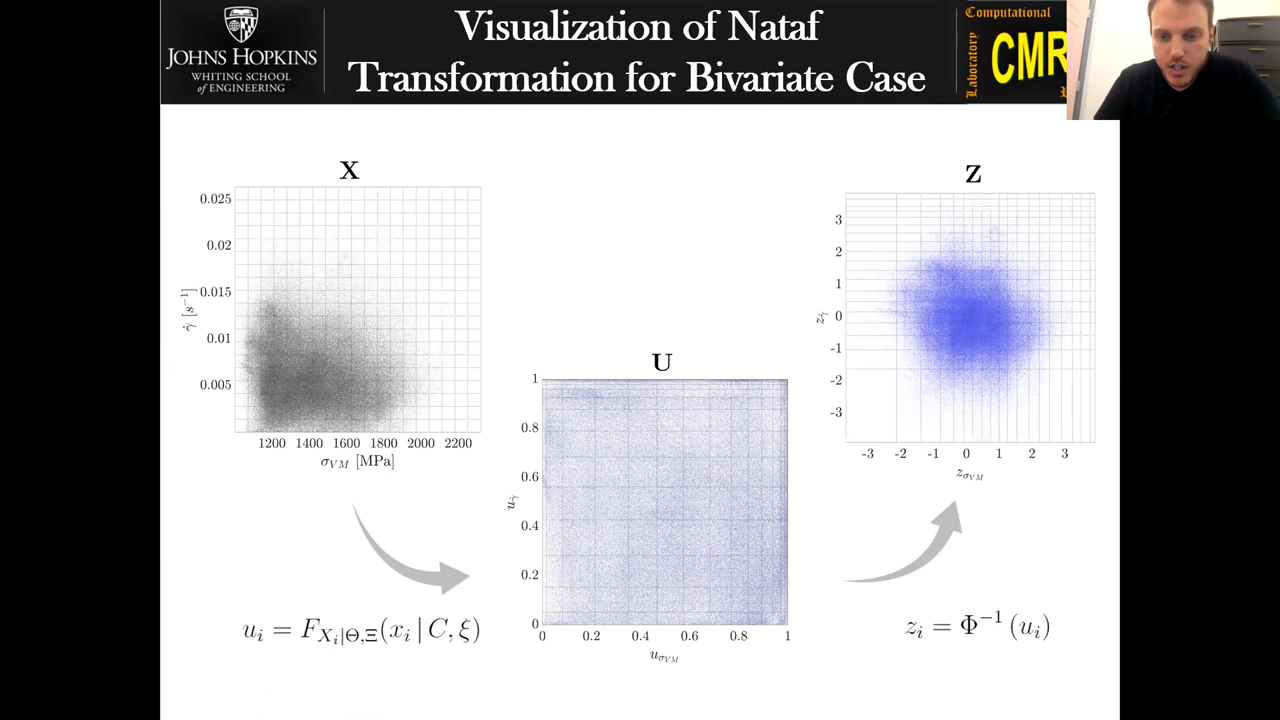 JOHNS HOPKINS
WHITING SCHOOL
of ENGINEERING
Visualization of Nataf
Transformation for Bivariate Case
Computational
Laboratory
CMR
X
0.025
0.02
0.015
0.01
0.005
γ̇ [s⁻¹]
1200 1400 1600 1800 2000 2200
σ_VM [MPa]
u_i = F_{X_i|Θ,Ξ}(x_i | C, ξ)
U
1
0.8
0.6
0.4
0.2
0
u_γ̇
0 0.2 0.4 0.6 0.8 1
u_{σ_VM}
Z
3
2
1
0
-1
-2
-3
z_γ̇
-3 -2 -1 0 1 2 3
z_{σ_VM}
z_i = Φ⁻¹ (u_i)